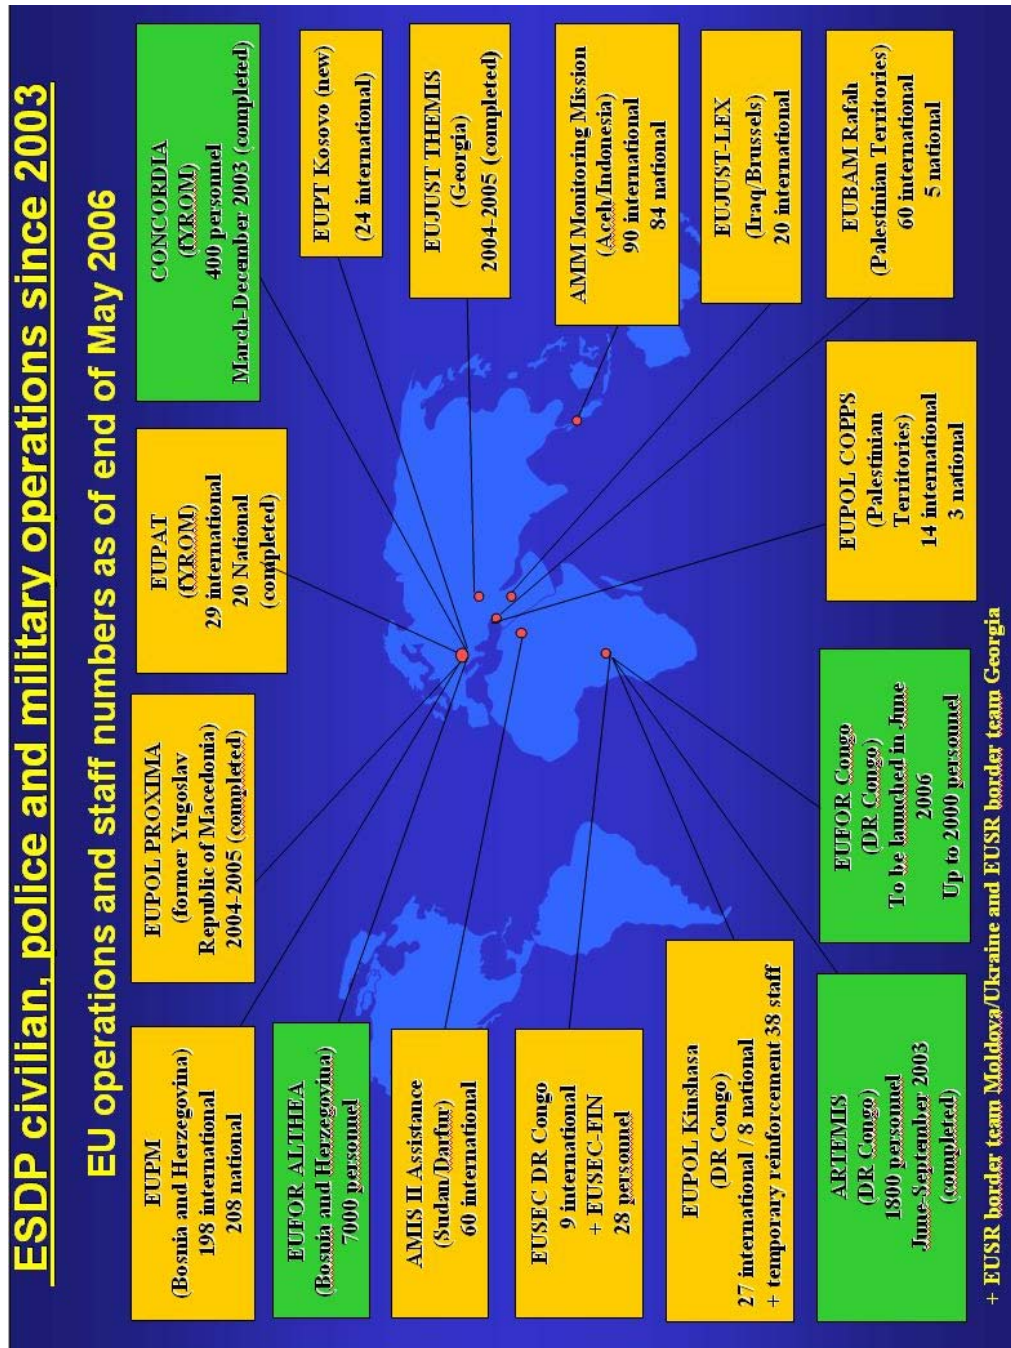 ESDP civilian, police and military operations since 2003
EU operations and staff numbers as of end of May 2006
EUPM
(Bosnia and Herzegovina)
198 international
208 national
EUPOL PROXIMA
(former Yugoslav
Republic of Macedonia)
2004-2005 (completed)
EUPAT
(fYROM)
29 international
20 National
(completed)
CONCORDIA
(fYROM)
400 personnel
March-December 2003 (completed)
EUFOR ALTHEA
(Bosnia and Herzegovina)
7000 personnel
EUPT Kosovo (new)
(24 international)
AMIS II Assistance
(Sudan/Darfur)
60 international
EUJUST THEMIS
(Georgia)
2004-2005 (completed)
EUSEC DR Congo
9 international
+ EUSEC-FIN
28 personnel
AMM Monitoring Mission
(Aceh/Indonesia)
90 international
84 national
EUPOL Kinshasa
(DR Congo)
27 international / 8 national
+ temporary reinforcement 38 staff
EUJUST-LEX
(Iraq/Brussels)
20 international
ARTEMIS
(DR Congo)
1800 personnel
June-September 2003
(completed)
EUFOR Congo
(DR Congo)
To be launched in June
2006
Up to 2000 personnel
EUPOL COPPS
(Palestinian
Territories)
14 international
3 national
EUBAM Rafah
(Palestinian Territories)
60 international
5 national
+ EUSR border team Moldova/Ukraine and EUSR border team Georgia